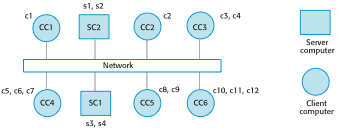 c1
s1, s2
c2
c3, c4
CC1
SC2
CC2
CC3
Network
Server
computer
c5, c6, c7
CC4
SC1
CC5
c8, c9
CC6
c10, c11, c12
s3, s4
Client
computer